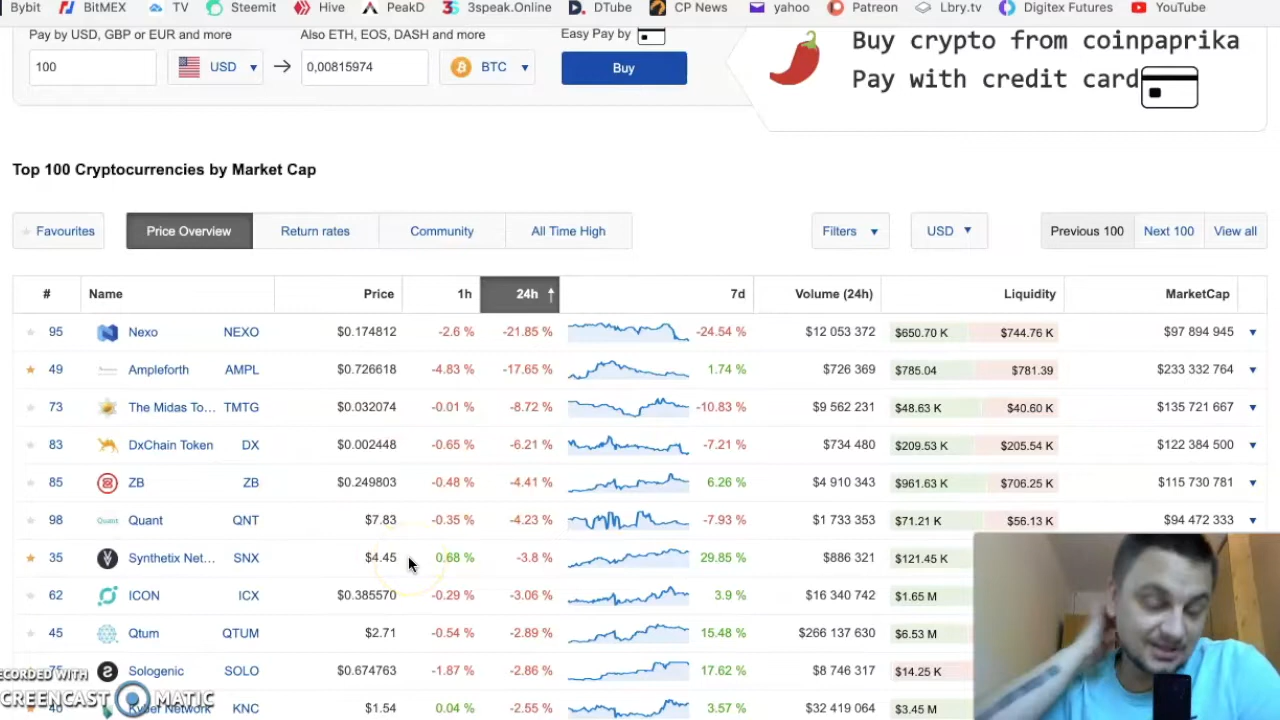 Bybit BitMEX TV Steemit Hive PeakD 3speak.Online DTube CP News yahoo Patreon Lbry.tv Digitex Futures YouTube
Pay by USD, GBP or EUR and more Also ETH, EOS, DASH and more Easy Pay by
100 USD 0,00815974 BTC Buy
Buy crypto from coinpaprika
Pay with credit card
Top 100 Cryptocurrencies by Market Cap
Favourites Price Overview Return rates Community All Time High Filters USD Previous 100 Next 100 View all
# Name Price 1h 24h 7d Volume (24h) Liquidity MarketCap
95 Nexo NEXO $0.174812 -2.6 % -21.85 % -24.54 % $12 053 372 $650.70 K $744.76 K $97 894 945
49 Ampleforth AMPL $0.726618 -4.83 % -17.65 % 1.74 % $726 369 $785.04 $781.39 $233 332 764
73 The Midas To... TMTG $0.032074 -0.01 % -8.72 % -10.83 % $9 562 231 $48.63 K $40.60 K $135 721 667
83 DxChain Token DX $0.002448 -0.65 % -6.21 % -7.21 % $734 480 $209.53 K $205.54 K $122 384 500
85 ZB ZB $0.249803 -0.48 % -4.41 % 6.26 % $4 910 343 $961.63 K $706.25 K $115 730 781
98 Quant Quant QNT $7.83 -0.35 % -4.23 % -7.93 % $1 733 353 $71.21 K $56.13 K $94 472 333
35 Synthetix Net... SNX $4.45 0.68 % -3.8 % 29.85 % $886 321 $121.45 K
62 ICON ICX $0.385570 -0.29 % -3.06 % 3.9 % $16 340 742 $1.65 M
45 Qtum QTUM $2.71 -0.54 % -2.89 % 15.48 % $266 137 630 $6.53 M
75 Sologenic SOLO $0.674763 -1.87 % -2.86 % 17.62 % $8 746 317 $14.25 K
RECORDED WITH
SCREENCAST MATIC
Kyber Network KNC $1.54 0.04 % -2.55 % 3.57 % $32 419 064 $3.45 M